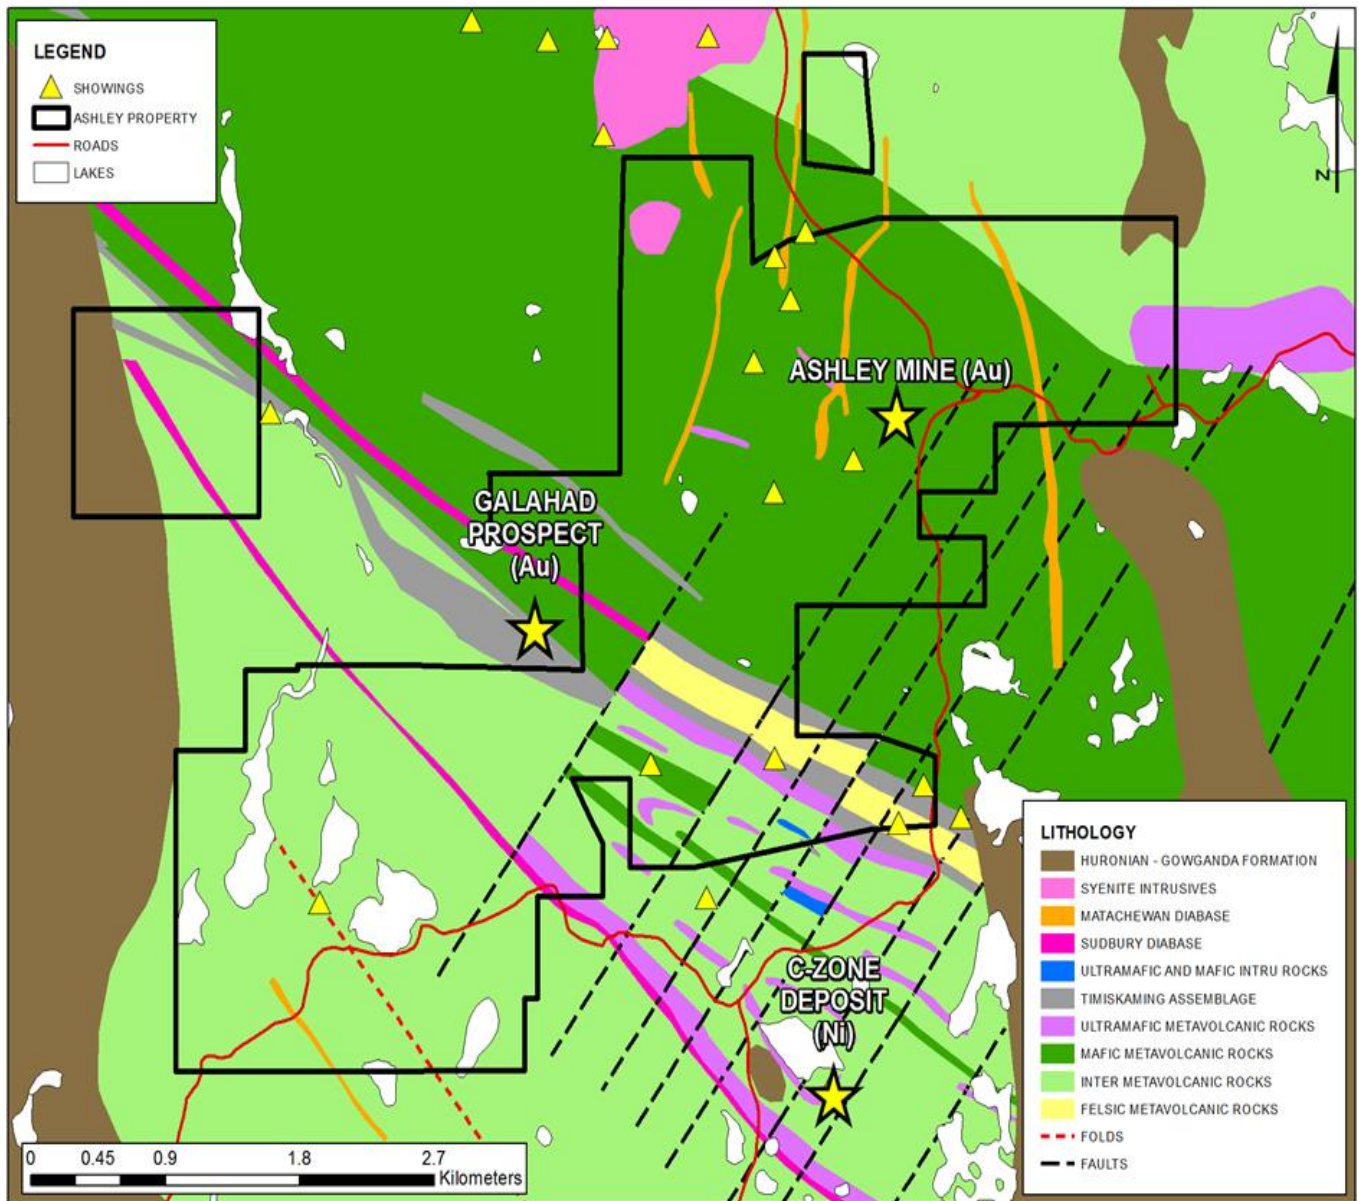 LEGEND
SHOWINGS
ASHLEY PROPERTY
ROADS
LAKES
N
ASHLEY MINE (Au)
GALAHAD
PROSPECT
(Au)
C-ZONE
DEPOSIT
(Ni)
LITHOLOGY
HURONIAN - GOWGANDA FORMATION
SYENITE INTRUSIVES
MATACHEWAN DIABASE
SUDBURY DIABASE
ULTRAMAFIC AND MAFIC INTRU ROCKS
TIMISKAMING ASSEMBLAGE
ULTRAMAFIC METAVOLCANIC ROCKS
MAFIC METAVOLCANIC ROCKS
INTER METAVOLCANIC ROCKS
FELSIC METAVOLCANIC ROCKS
FOLDS
FAULTS
0 0.45 0.9 1.8 2.7
Kilometers